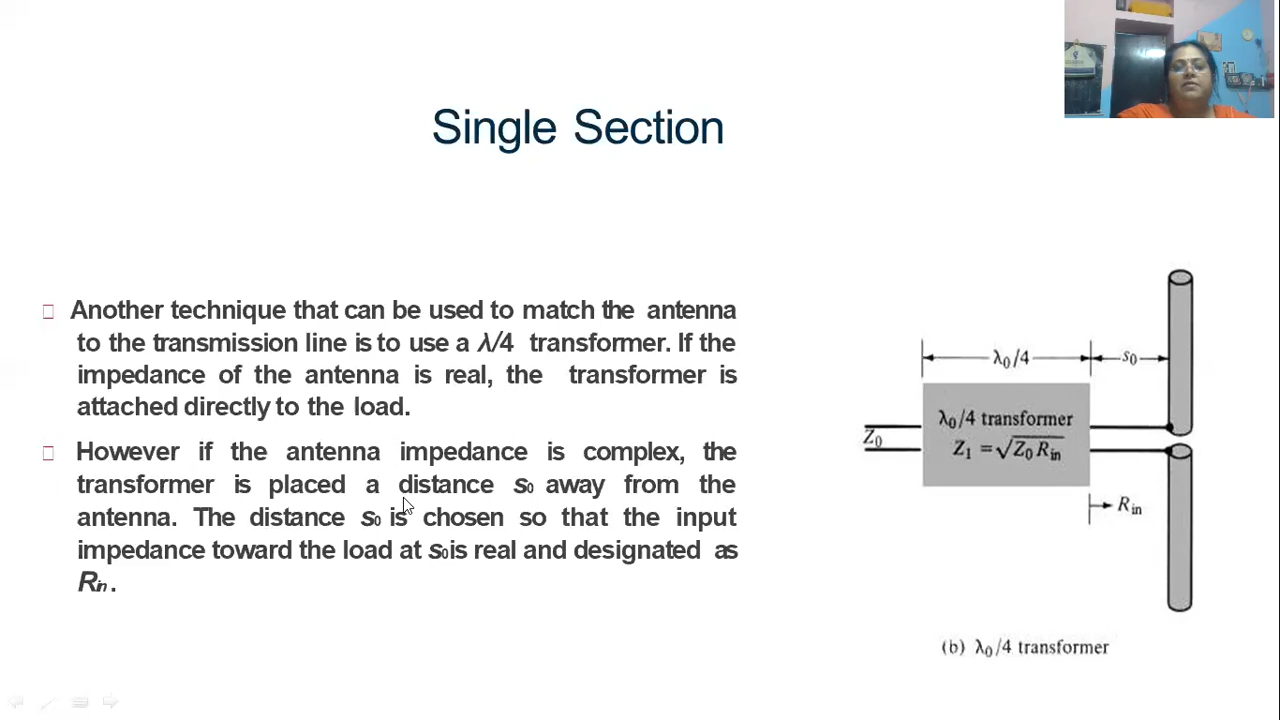 Single Section
Another technique that can be used to match the antenna
to the transmission line is to use a λ/4 transformer. If the
impedance of the antenna is real, the transformer is
attached directly to the load.
However if the antenna impedance is complex, the
transformer is placed a distance s0 away from the
antenna. The distance s0 is chosen so that the input
impedance toward the load at s0 is real and designated as
Rin.
λ0/4
s0
Z0
λ0/4 transformer
Z1 = √Z0 Rin
Rin
(b) λ0/4 transformer